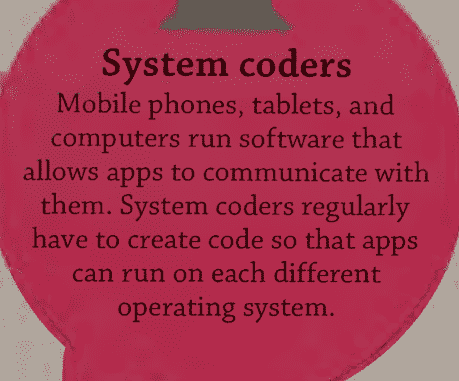 System coders
Mobile phones, tablets, and
computers run software that
allows apps to communicate with
them. System coders regularly
have to create code so that apps
can run on each different
operating system.